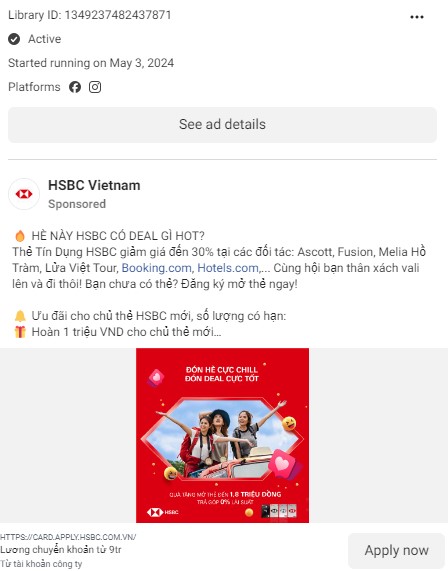 Library ID: 1349237482437871
Active
Started running on May 3, 2024
Platforms
See ad details
HSBC Vietnam
Sponsored
🔥 HÈ NÀY HSBC CÓ DEAL GÌ HOT?
Thẻ Tín Dụng HSBC giảm giá đến 30% tại các đối tác: Ascott, Fusion, Melia Hồ
Tràm, Lửa Việt Tour, Booking.com, Hotels.com,... Cùng hội bạn thân xách vali
lên và đi thôi! Bạn chưa có thẻ? Đăng ký mở thẻ ngay!
🔔 Ưu đãi cho chủ thẻ HSBC mới, số lượng có hạn:
🎁 Hoàn 1 triệu VND cho chủ thẻ mới...
ĐÓN HÈ CỰC CHILL
ĐÓN DEAL CỰC TỐT
QUÀ TẶNG MỞ THẺ ĐẾN 1.8 TRIỆU ĐỒNG
TRẢ GÓP 0% LÃI SUẤT
HSBC
HTTPS://CARD.APPLY.HSBC.COM.VN/
Lương chuyển khoản từ 9tr
Từ tài khoản công ty
Apply now